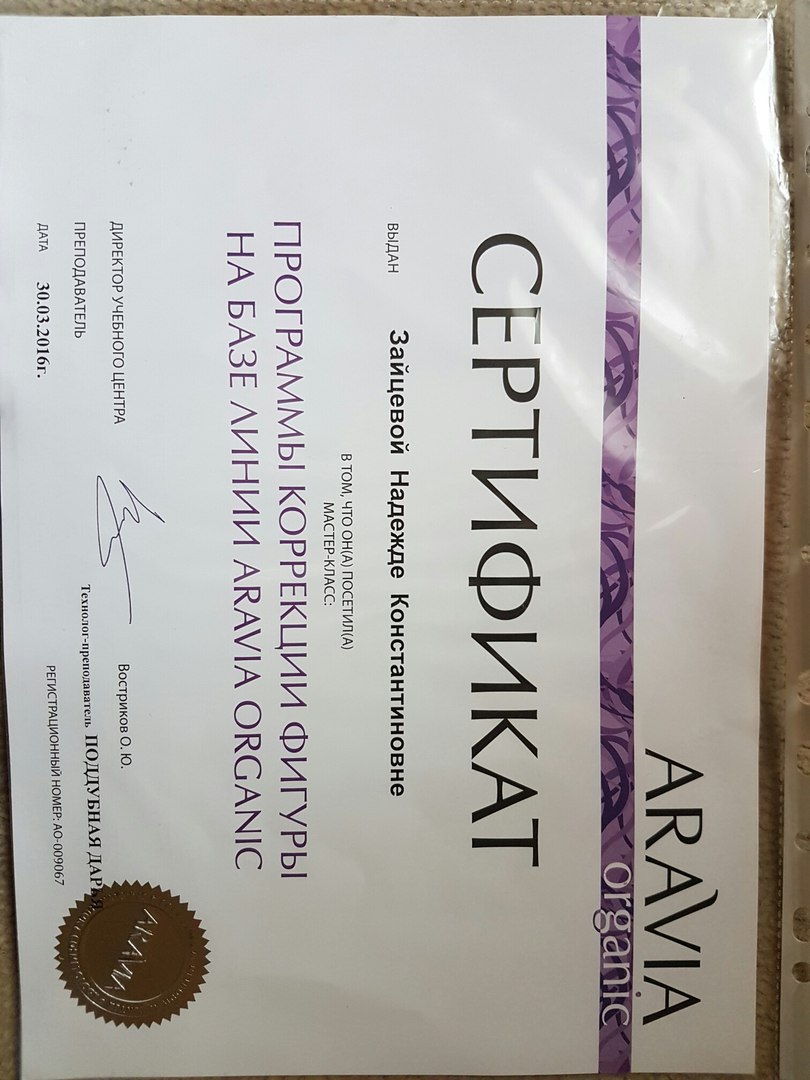 ARAVIA
organic
СЕРТИФИКАТ
ВЫДАН Зайцевой Надежде Константиновне
В ТОМ, ЧТО ОН(А) ПОСЕТИЛ(А)
МАСТЕР-КЛАСС:
ПРОГРАММЫ КОРРЕКЦИИ ФИГУРЫ
НА БАЗЕ ЛИНИИ ARAVIA ORGANIC
ДИРЕКТОР УЧЕБНОГО ЦЕНТРА Востриков О. Ю.
ПРЕПОДАВАТЕЛЬ Технолог-преподаватель ПОДДУБНАЯ ДАРЬЯ
ДАТА 30.03.2016г. РЕГИСТРАЦИОННЫЙ НОМЕР: АО-009067
ARAVIA